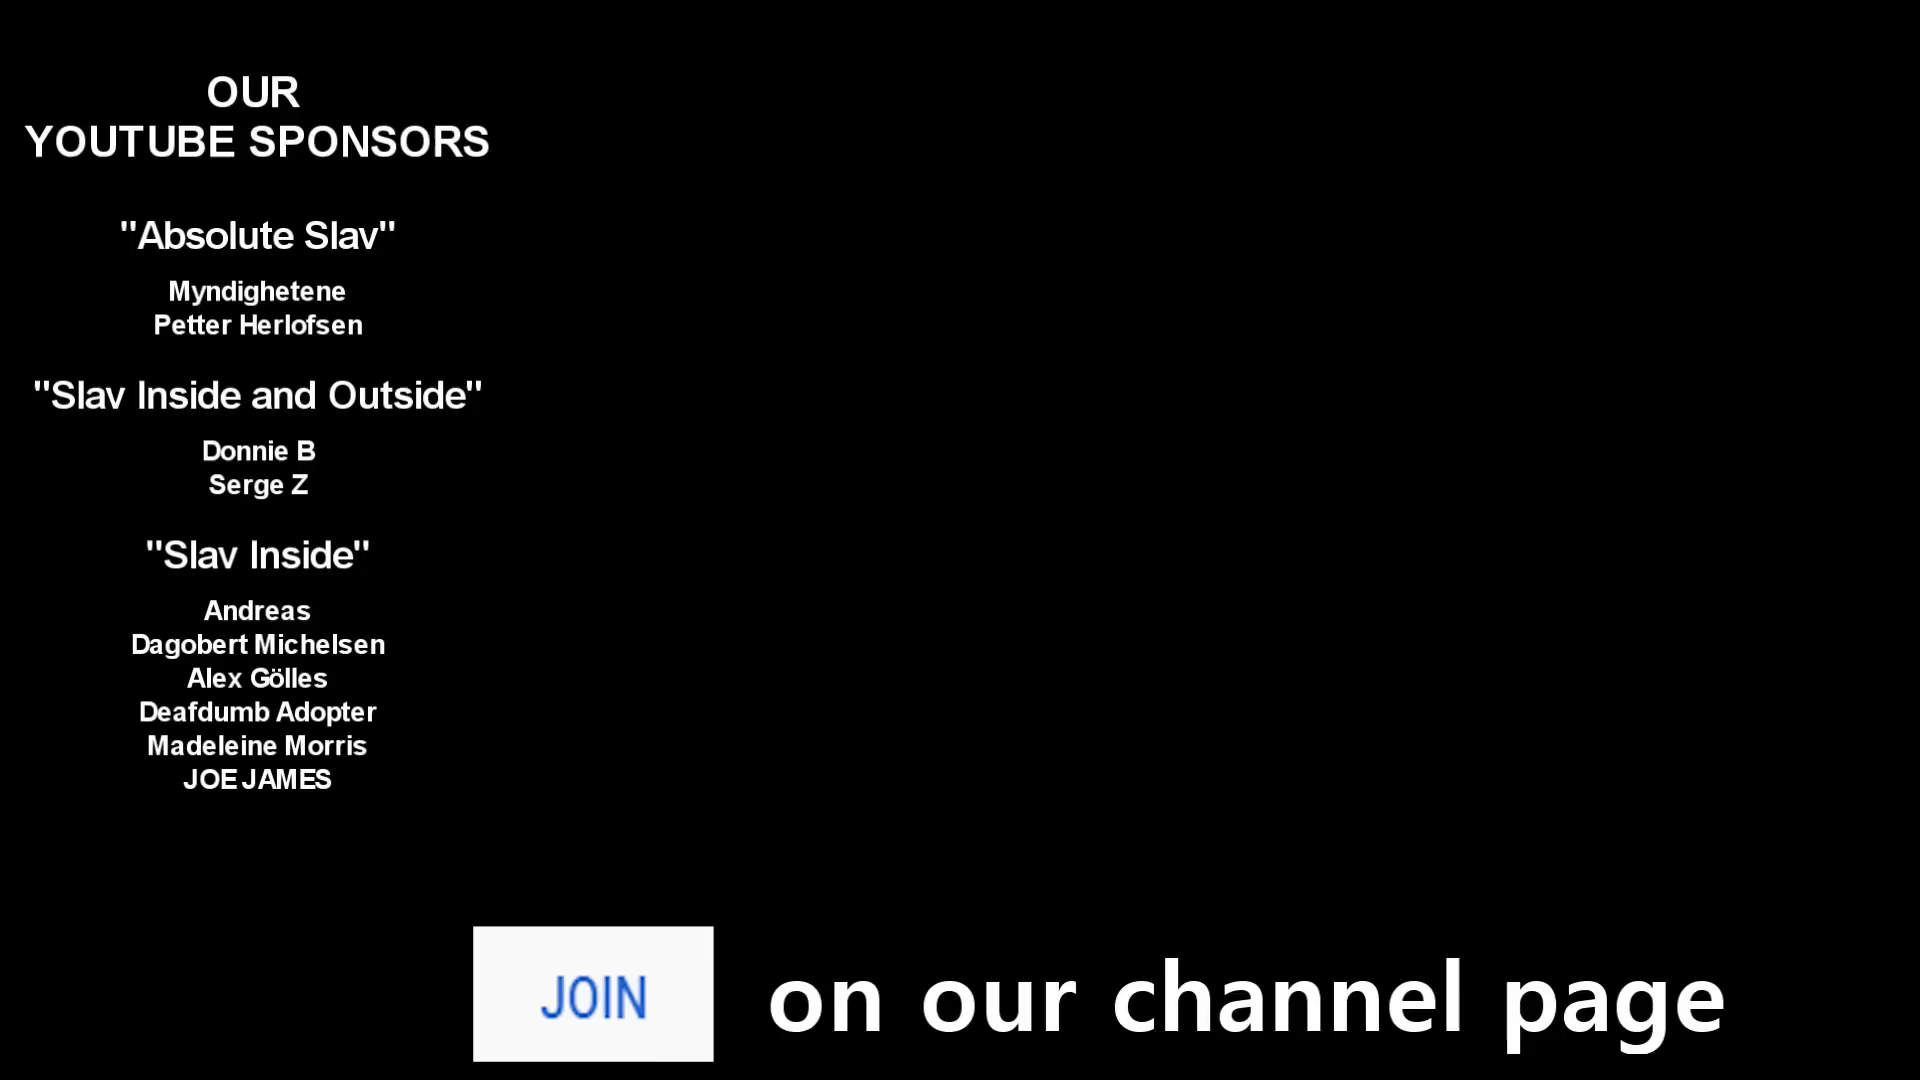 OUR
YOUTUBE SPONSORS
"Absolute Slav"
Myndighetene
Petter Herlofsen
"Slav Inside and Outside"
Donnie B
Serge Z
"Slav Inside"
Andreas
Dagobert Michelsen
Alex Gölles
Deafdumb Adopter
Madeleine Morris
JOE JAMES
JOIN on our channel page